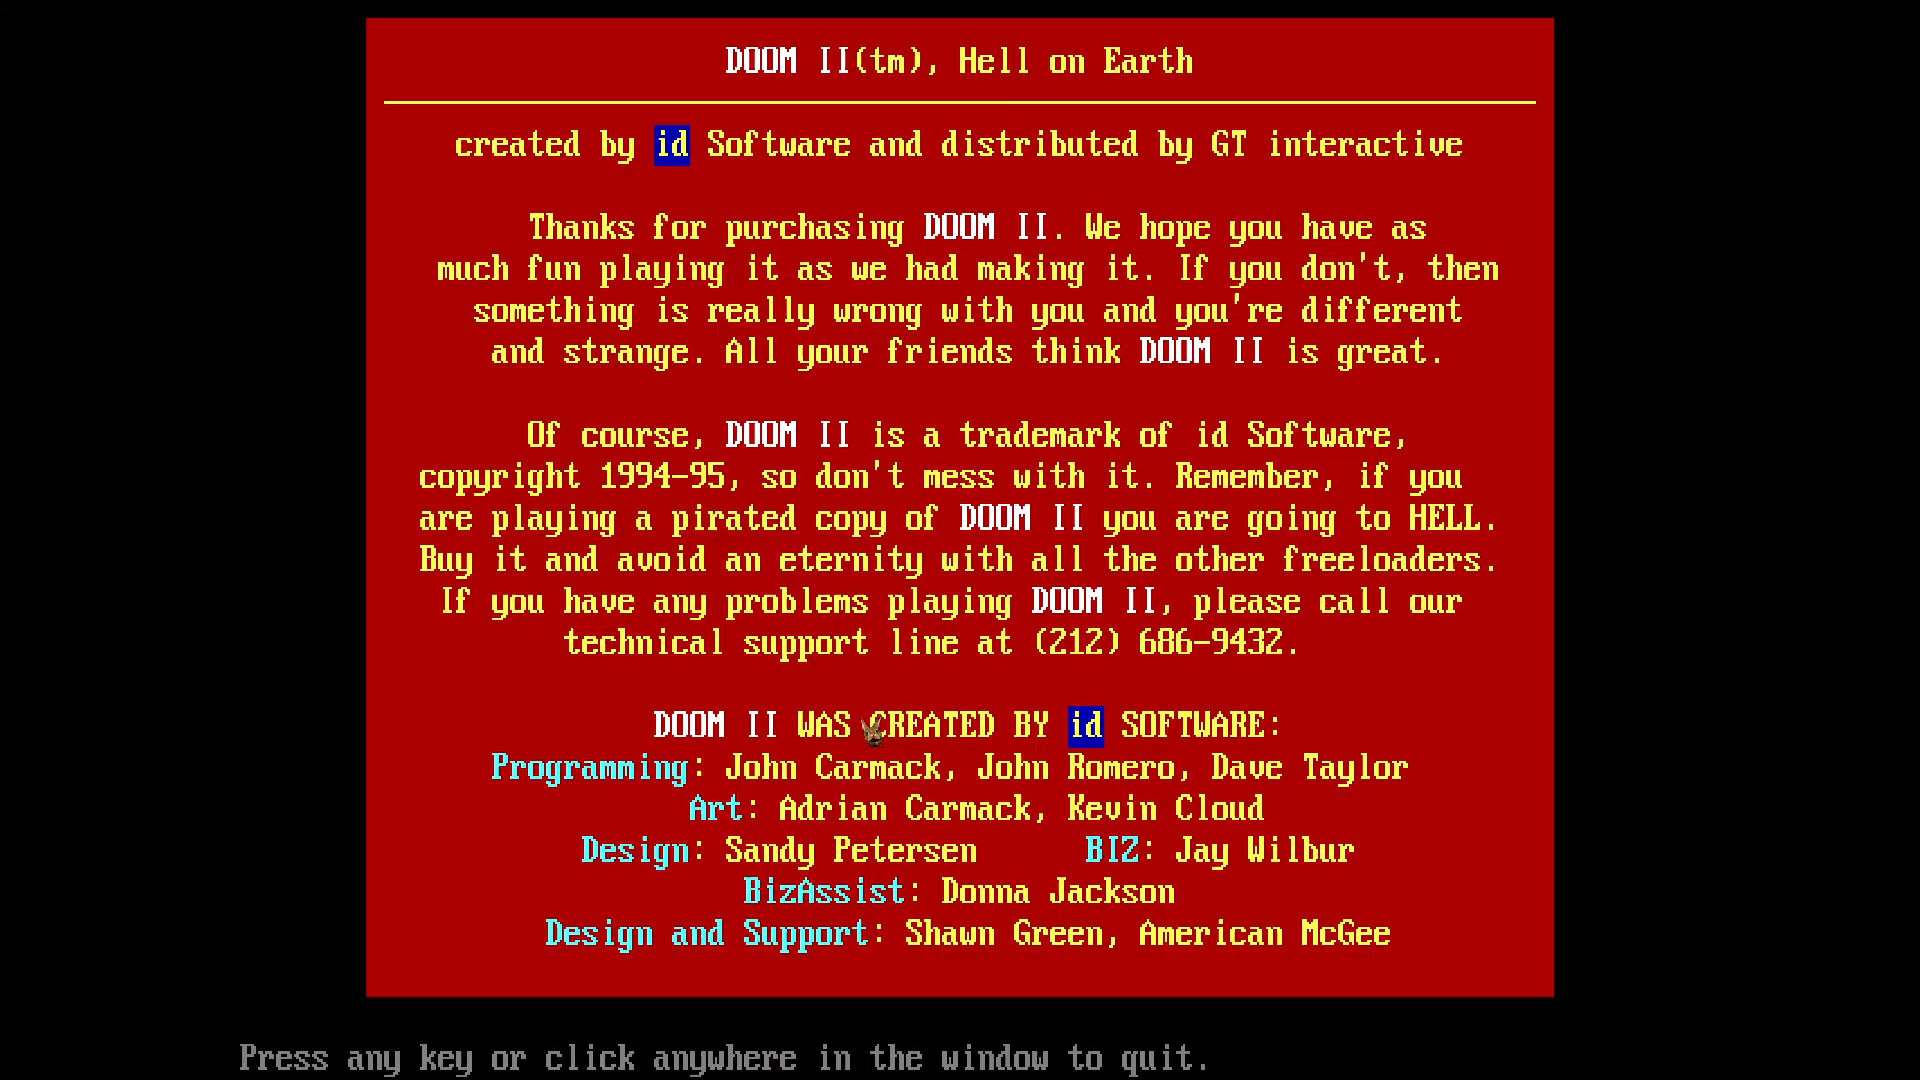 DOOM II(tm), Hell on Earth
created by id Software and distributed by GT interactive
Thanks for purchasing DOOM II. We hope you have as
much fun playing it as we had making it. If you don't, then
something is really wrong with you and you're different
and strange. All your friends think DOOM II is great.
Of course, DOOM II is a trademark of id Software,
copyright 1994-95, so don't mess with it. Remember, if you
are playing a pirated copy of DOOM II you are going to HELL.
Buy it and avoid an eternity with all the other freeloaders.
If you have any problems playing DOOM II, please call our
technical support line at (212) 686-9432.
DOOM II WAS CREATED BY id SOFTWARE:
Programming: John Carmack, John Romero, Dave Taylor
Art: Adrian Carmack, Kevin Cloud
Design: Sandy Petersen BIZ: Jay Wilbur
BizAssist: Donna Jackson
Design and Support: Shawn Green, American McGee
Press any key or click anywhere in the window to quit.